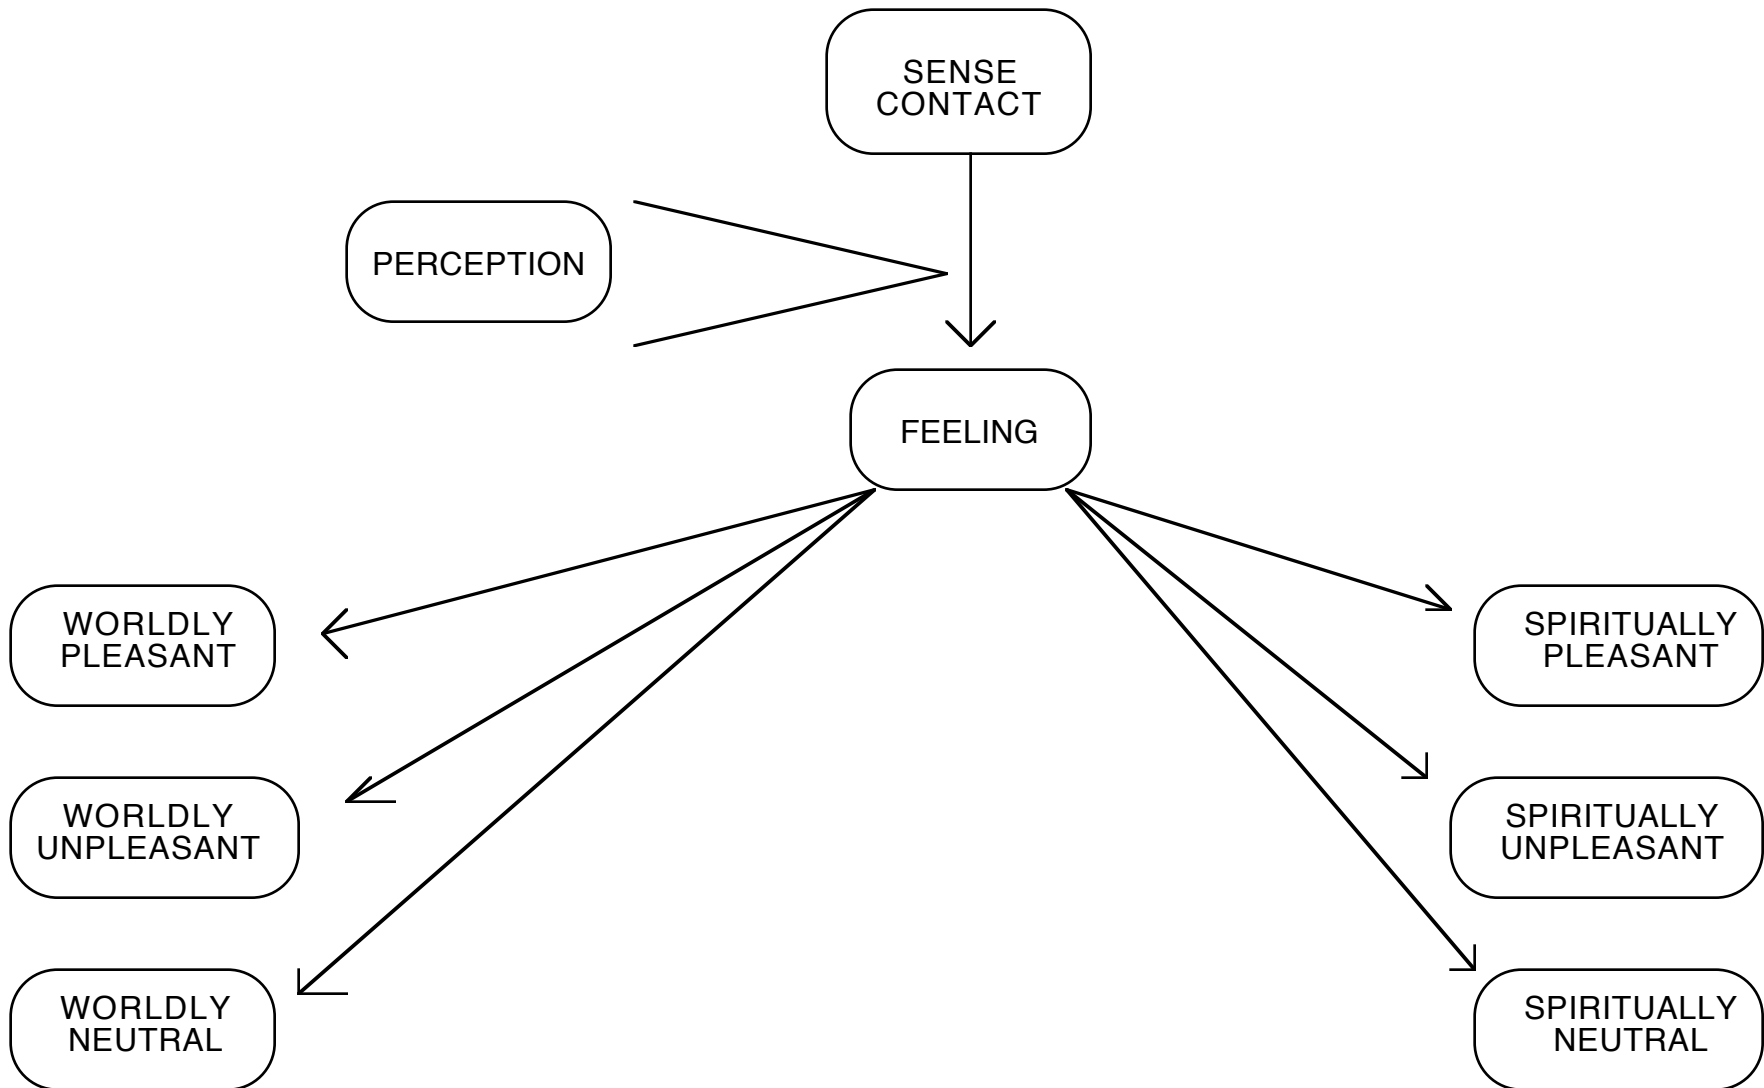 SENSE
CONTACT
PERCEPTION
FEELING
WORLDLY
PLEASANT
SPIRITUALLY
PLEASANT
WORLDLY
UNPLEASANT
SPIRITUALLY
UNPLEASANT
WORLDLY
NEUTRAL
SPIRITUALLY
NEUTRAL